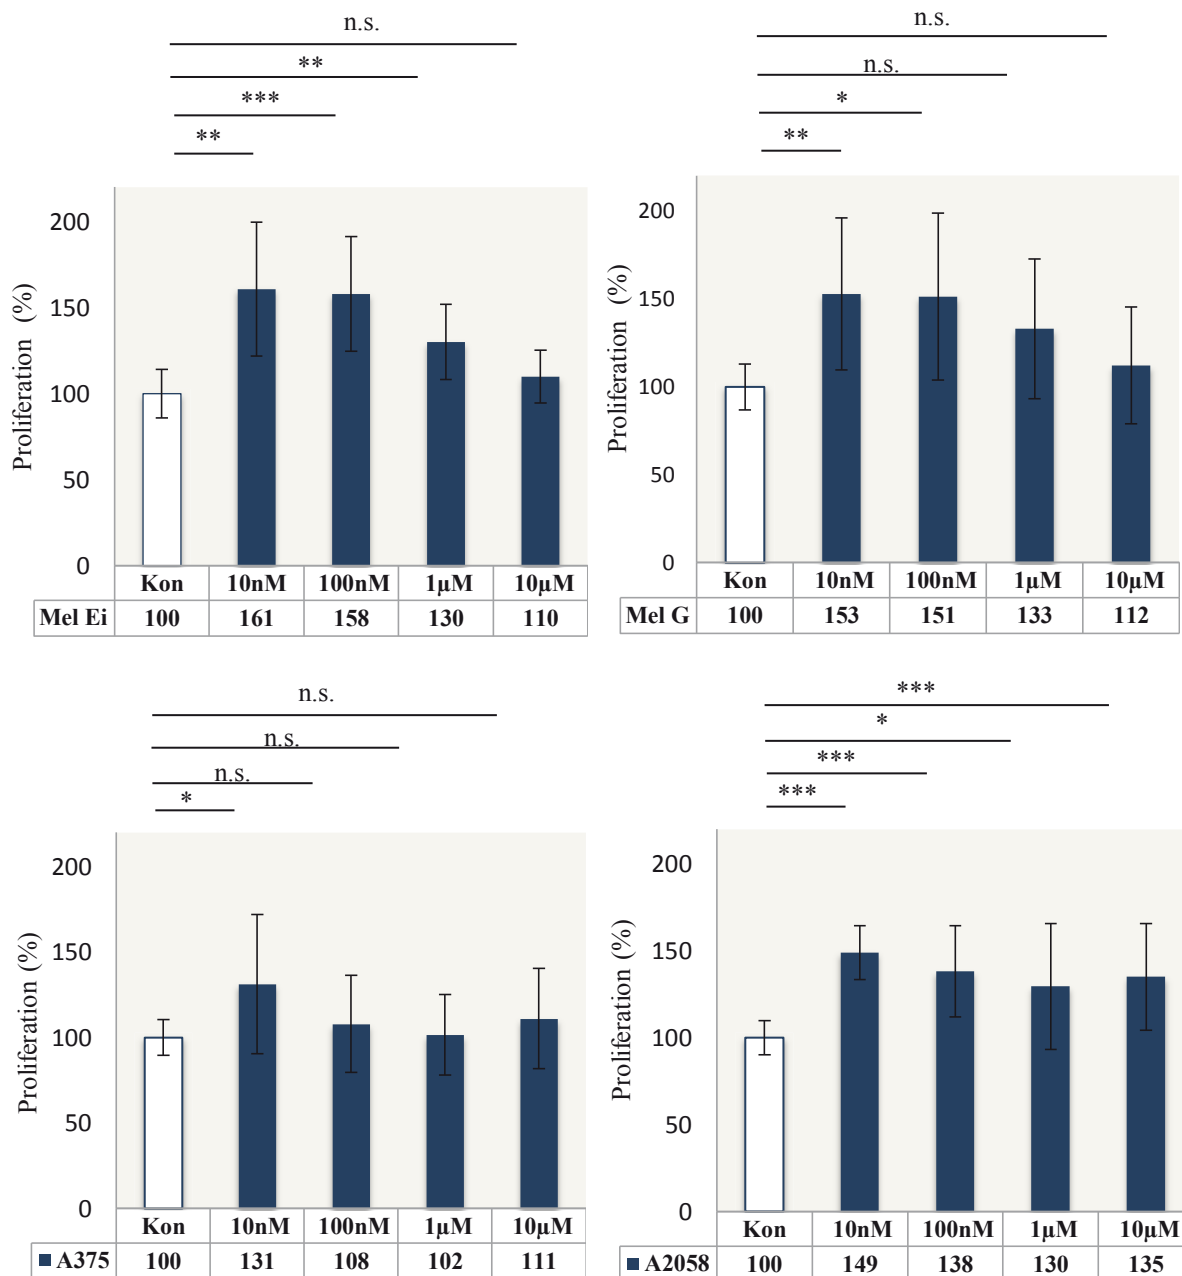 n.s.
**
***
**
Proliferation (%)
200
150
100
50
0
Kon 10nM 100nM 1µM 10µM
Mel Ei 100 161 158 130 110
n.s.
n.s.
*
**
Proliferation (%)
200
150
100
50
0
Kon 10nM 100nM 1µM 10µM
Mel G 100 153 151 133 112
n.s.
n.s.
n.s.
*
Proliferation (%)
200
150
100
50
0
Kon 10nM 100nM 1µM 10µM
A375 100 131 108 102 111
***
*
***
***
Proliferation (%)
200
150
100
50
0
Kon 10nM 100nM 1µM 10µM
A2058 100 149 138 130 135